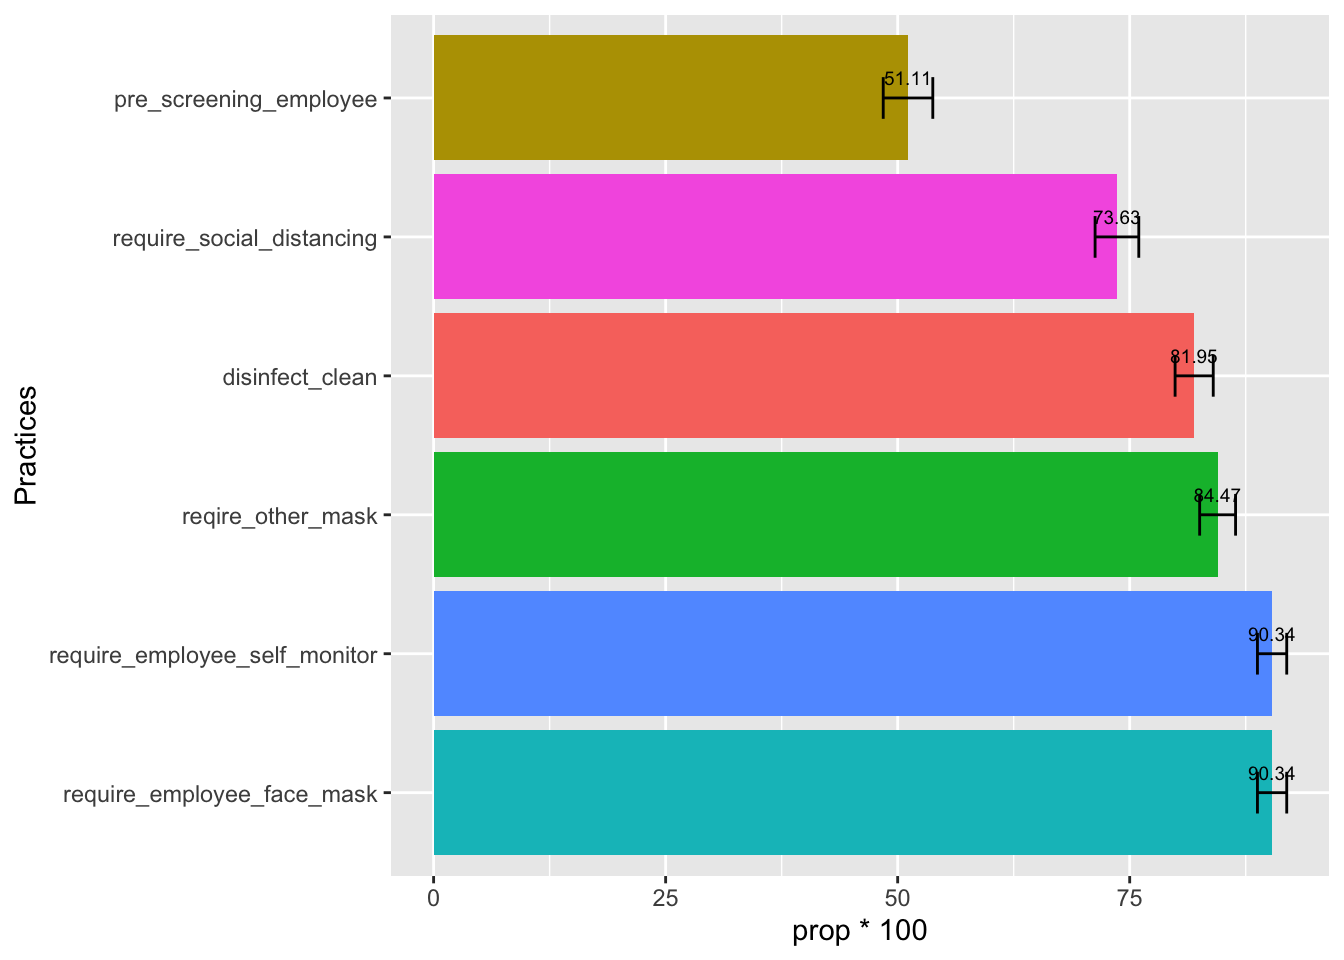 Practices
pre_screening_employee
51.11
require_social_distancing
73.63
disinfect_clean
81.95
reqire_other_mask
84.47
require_employee_self_monitor
90.34
require_employee_face_mask
90.34
0 25 50 75
prop * 100